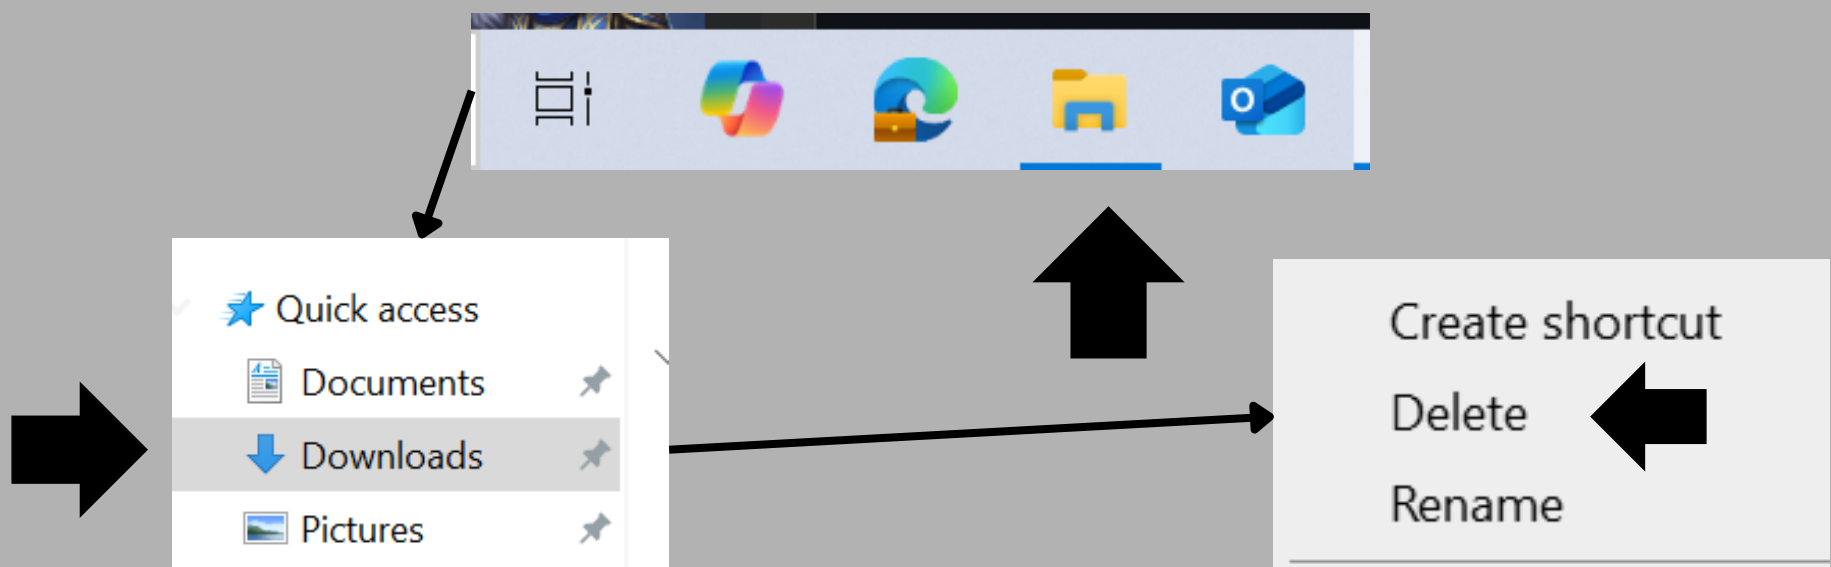 O
Quick access
Documents
Downloads
Pictures
Create shortcut
Delete
Rename